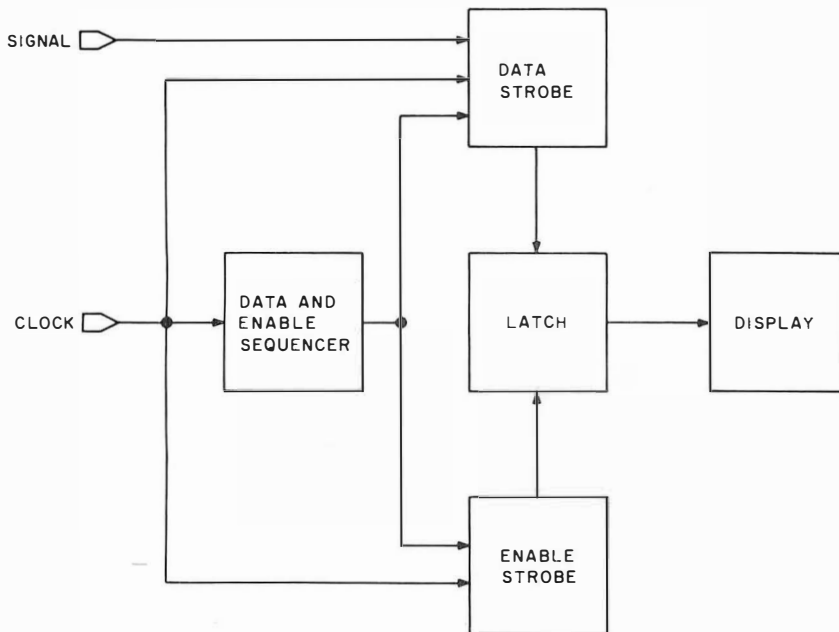 SIGNAL
DATA
STROBE
CLOCK
DATA AND
ENABLE
SEQUENCER
LATCH
DISPLAY
ENABLE
STROBE